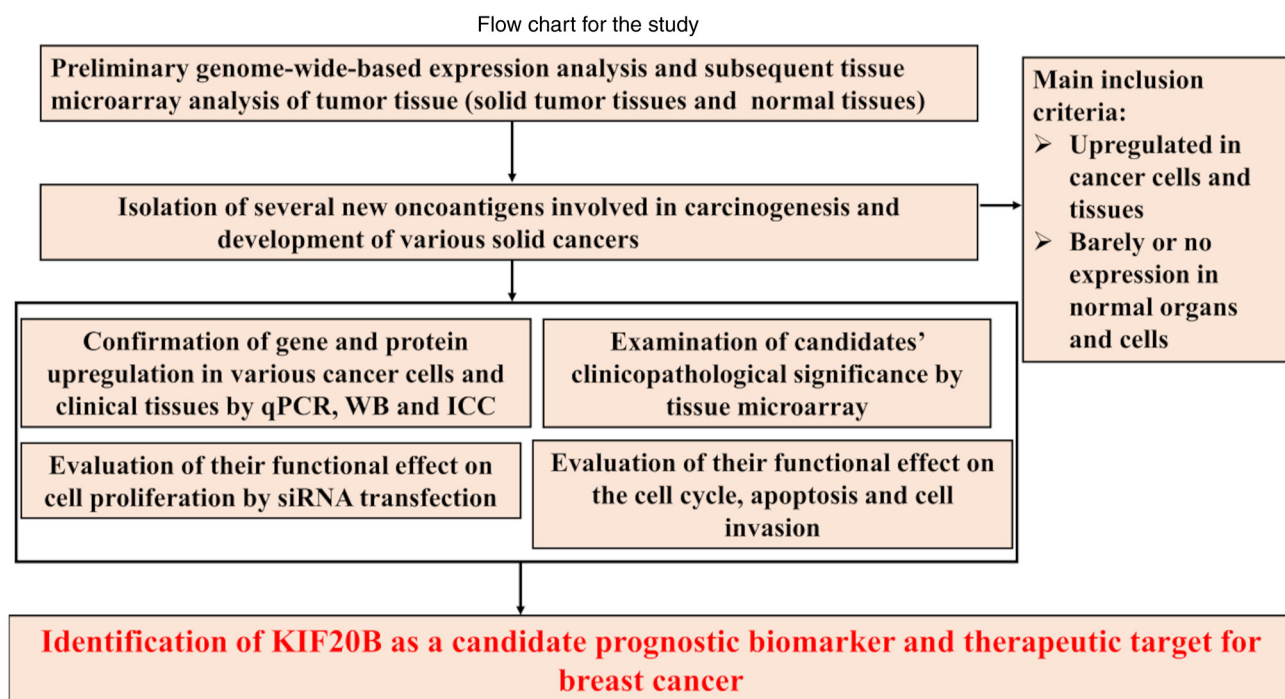 Flow chart for the study
Preliminary genome-wide-based expression analysis and subsequent tissue
microarray analysis of tumor tissue (solid tumor tissues and normal tissues)
Main inclusion
criteria:
➢ Upregulated in
cancer cells and
tissues
➢ Barely or no
expression in
normal organs
and cells
Isolation of several new oncoantigens involved in carcinogenesis and
development of various solid cancers
Confirmation of gene and protein
upregulation in various cancer cells and
clinical tissues by qPCR, WB and ICC
Examination of candidates’
clinicopathological significance by
tissue microarray
Evaluation of their functional effect on
cell proliferation by siRNA transfection
Evaluation of their functional effect on
the cell cycle, apoptosis and cell
invasion
Identification of KIF20B as a candidate prognostic biomarker and therapeutic target for
breast cancer